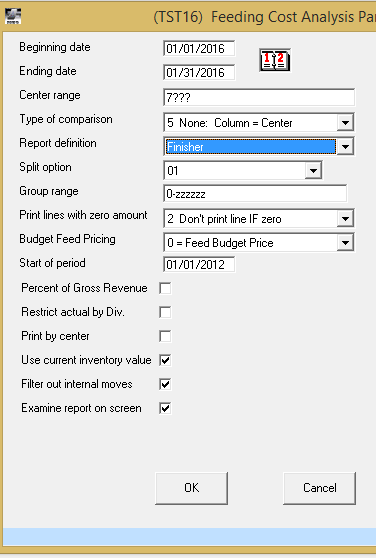 (TST16) Feeding Cost Analysis Par
Beginning date 01/01/2016
1 2
Ending date 01/31/2016
Center range 7???
Type of comparison 5 None: Column = Center
Report definition Finisher
Split option 01
Group range 0-zzzzzz
Print lines with zero amount 2 Don't print line IF zero
Budget Feed Pricing 0 = Feed Budget Price
Start of period 01/01/2012
Percent of Gross Revenue
Restrict actual by Div.
Print by center
Use current inventory value
Filter out internal moves
Examine report on screen
OK Cancel